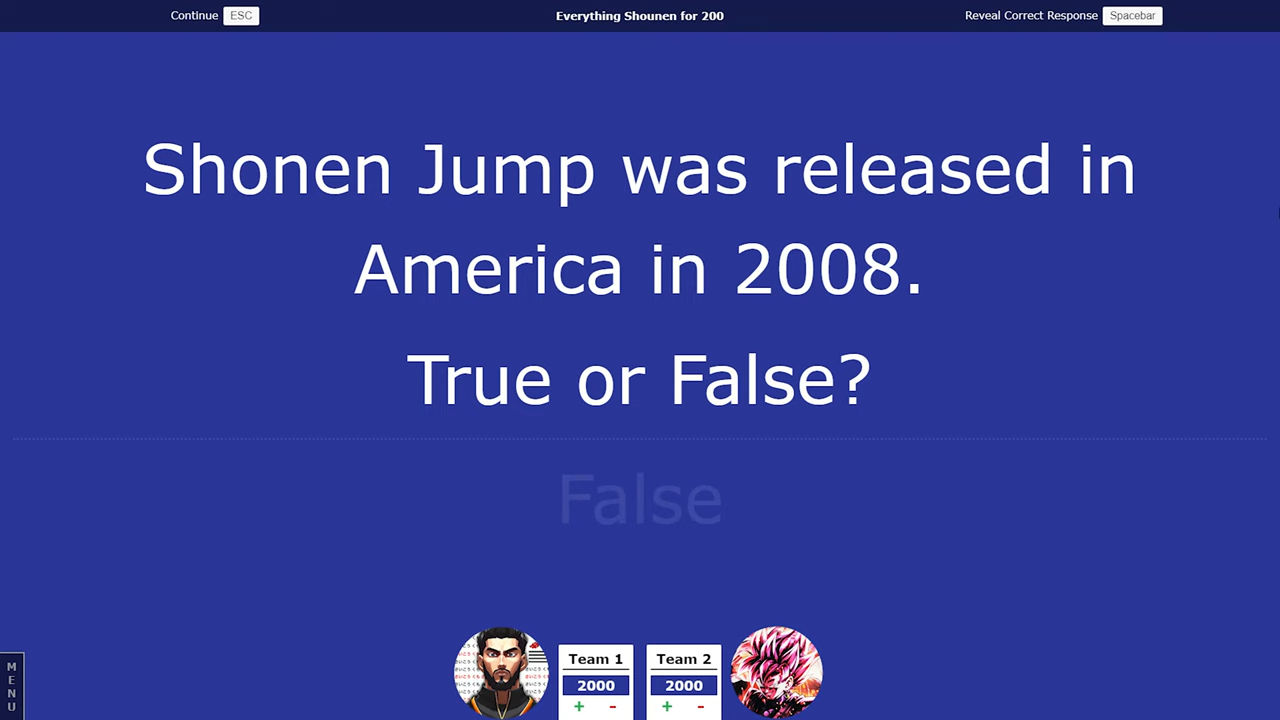 Continue ESC
Everything Shounen for 200
Reveal Correct Response Spacebar
Shonen Jump was released in
America in 2008.
True or False?
False
MENU
Team 1
2000
+ -
Team 2
2000
+ -